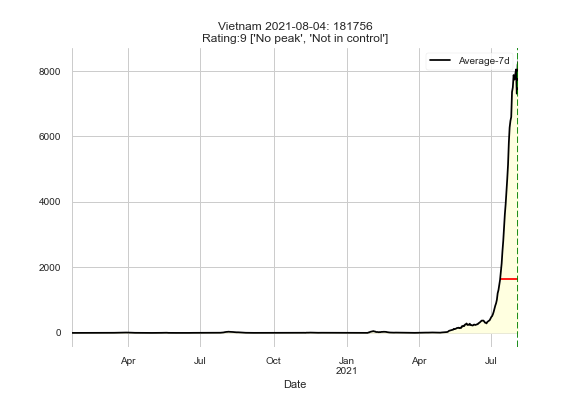 Vietnam 2021-08-04: 181756
Rating:9 ['No peak', 'Not in control']
Average-7d
8000
6000
4000
2000
0
Apr Jul Oct Jan Apr Jul
2021
Date